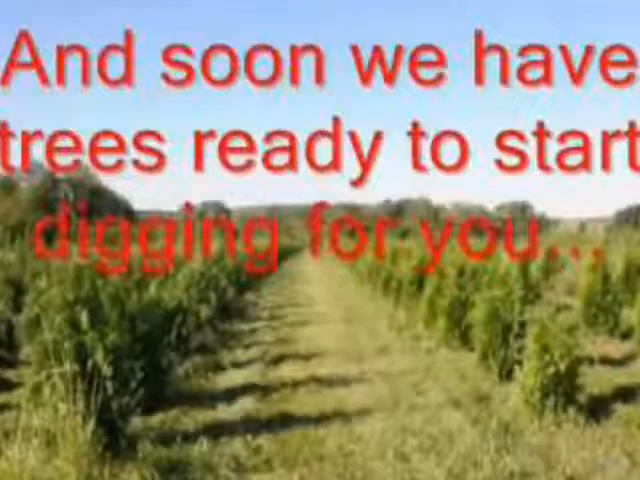 And soon we have
trees ready to start
digging for you...